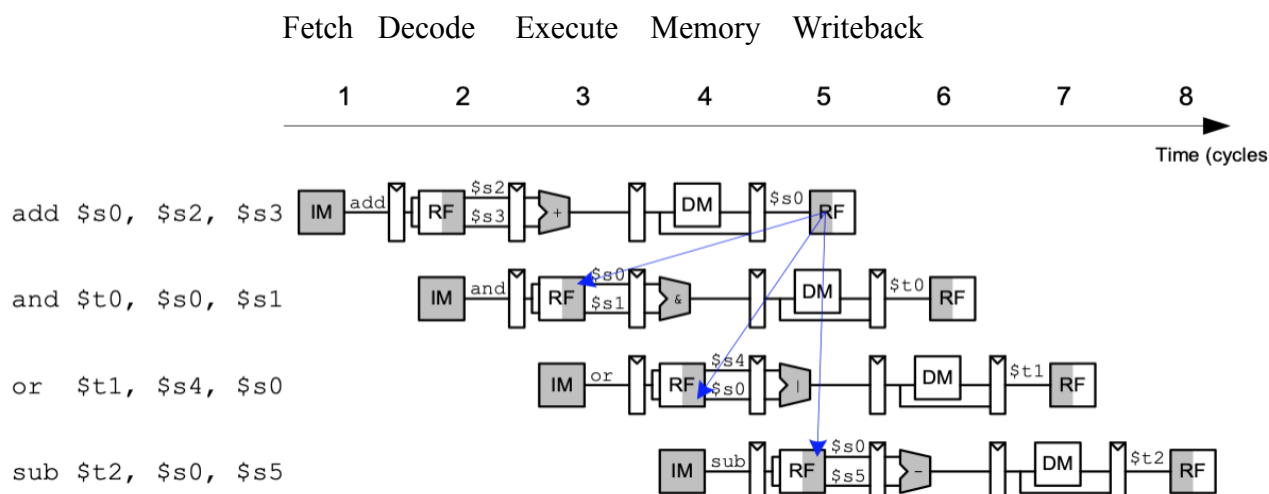 Fetch Decode Execute Memory Writeback
1 2 3 4 5 6 7 8
Time (cycles
add $s0, $s2, $s3 IM add RF $s2 $s3 + DM $s0 RF
and $t0, $s0, $s1 IM and RF $s0 $s1 & DM $t0 RF
or $t1, $s4, $s0 IM or RF $s4 $s0 | DM $t1 RF
sub $t2, $s0, $s5 IM sub RF $s0 $s5 - DM $t2 RF